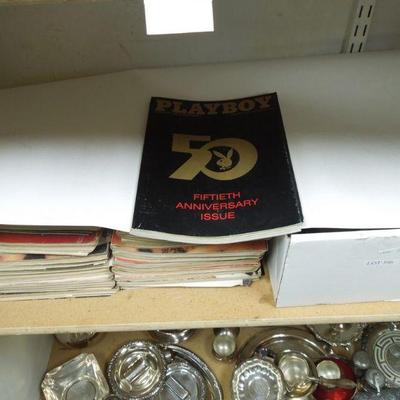 PLAYBOY
50
FIFTIETH
ANNIVERSARY
ISSUE